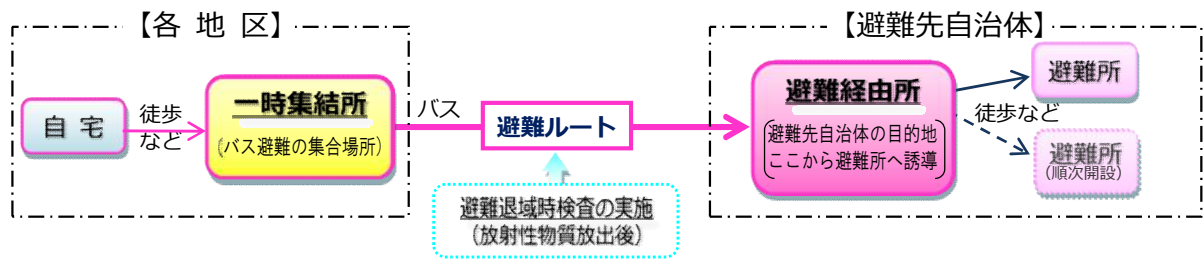 【各 地 区】
自 宅
徒歩
など
一時集結所
(バス避難の集合場所)
バス
避難ルート
避難退域時検査の実施
(放射性物質放出後)
【避難先自治体】
避難経由所
避難先自治体の目的地
ここから避難所へ誘導
避難所
徒歩など
避難所
(順次開設)